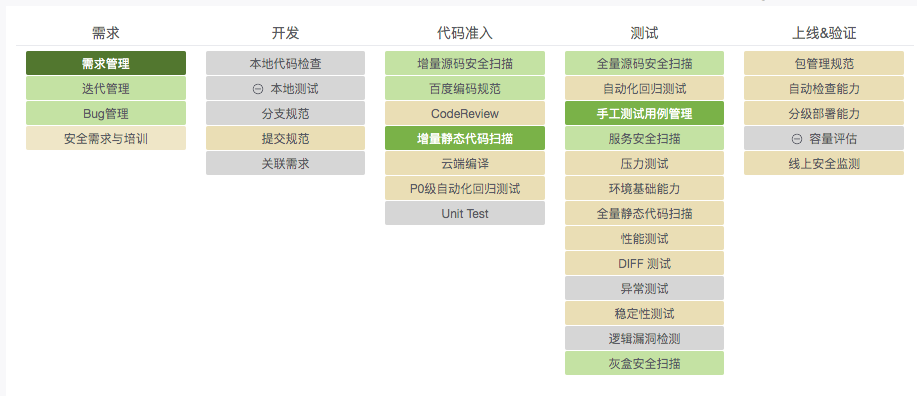 需求
需求管理
迭代管理
Bug管理
安全需求与培训
开发
本地代码检查
本地测试
分支规范
提交规范
关联需求
代码准入
增量源码安全扫描
百度编码规范
CodeReview
增量静态代码扫描
云端编译
P0级自动化回归测试
Unit Test
测试
全量源码安全扫描
自动化回归测试
手工测试用例管理
服务安全扫描
压力测试
环境基础能力
全量静态代码扫描
性能测试
DIFF 测试
异常测试
稳定性测试
逻辑漏洞检测
灰盒安全扫描
上线&验证
包管理规范
自动检查能力
分级部署能力
容量评估
线上安全监测